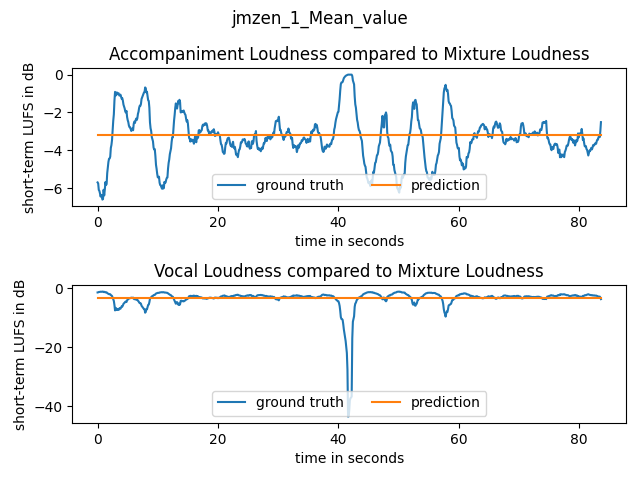 jmzen_1_Mean_value
Accompaniment Loudness compared to Mixture Loudness
short-term LUFS in dB
0
−2
−4
−6
ground truth
prediction
0
20
40
60
80
time in seconds
Vocal Loudness compared to Mixture Loudness
short-term LUFS in dB
0
−20
−40
ground truth
prediction
0
20
40
60
80
time in seconds